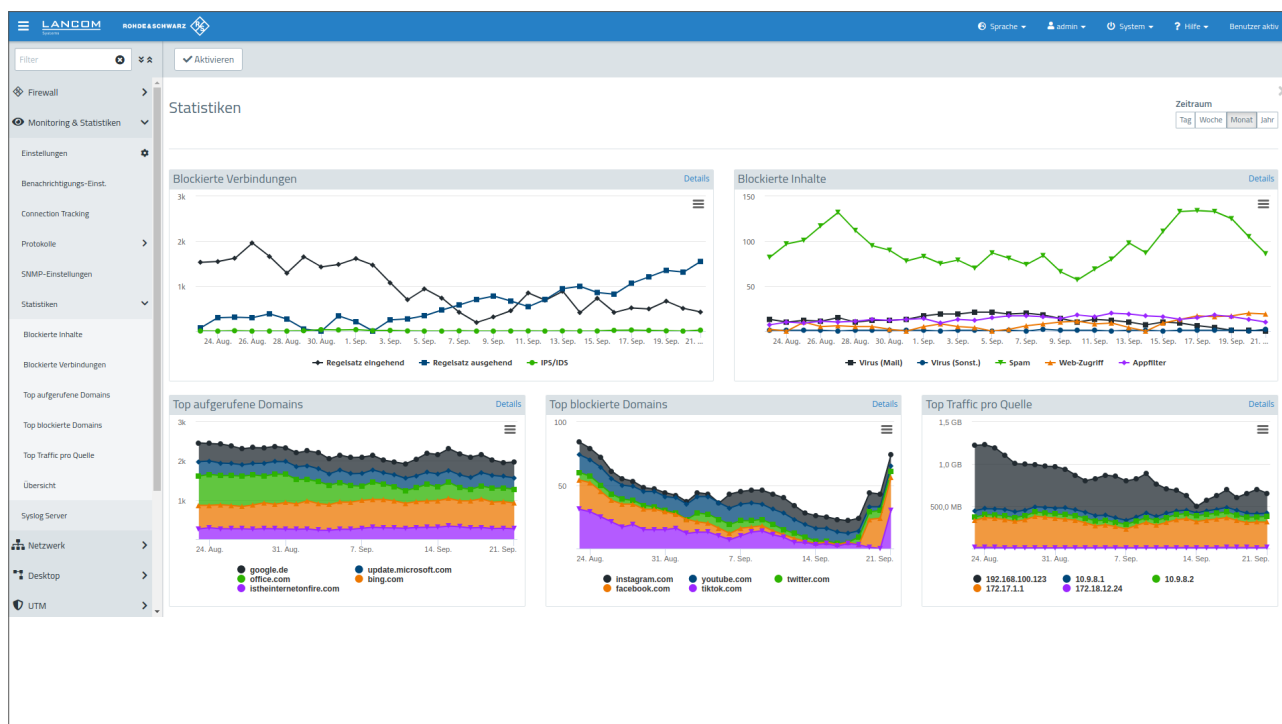 LANCOM ROHDE&SCHWARZ Sprache admin System ? Hilfe Benutzer aktiv
Filter
Aktivieren
Firewall
Monitoring & Statistiken
Einstellungen
Benachrichtigungs-Einst.
Connection Tracking
Protokolle
SNMP-Einstellungen
Statistiken
Blockierte Inhalte
Blockierte Verbindungen
Top aufgerufene Domains
Top blockierte Domains
Top Traffic pro Quelle
Übersicht
Syslog Server
Netzwerk
Desktop
UTM
Statistiken
Zeitraum
Tag Woche Monat Jahr
Blockierte Verbindungen Details
3k
2k
1k
24. Aug. 26. Aug. 28. Aug. 30. Aug. 1. Sep. 3. Sep. 5. Sep. 7. Sep. 9. Sep. 11. Sep. 13. Sep. 15. Sep. 17. Sep. 19. Sep. 21. ...
Regelsatz eingehend Regelsatz ausgehend IPS/IDS
Blockierte Inhalte Details
150
100
50
24. Aug. 26. Aug. 28. Aug. 30. Aug. 1. Sep. 3. Sep. 5. Sep. 7. Sep. 9. Sep. 11. Sep. 13. Sep. 15. Sep. 17. Sep. 19. Sep. 21. ...
Virus (Mail) Virus (Sonst.) Spam Web-Zugriff Appfilter
Top aufgerufene Domains Details
3k
2k
1k
24. Aug. 31. Aug. 7. Sep. 14. Sep. 21. Sep.
google.de update.microsoft.com
office.com bing.com
istheinternetonfire.com
Top blockierte Domains Details
100
50
24. Aug. 31. Aug. 7. Sep. 14. Sep. 21. Sep.
instagram.com youtube.com twitter.com
facebook.com tiktok.com
Top Traffic pro Quelle Details
1,5 GB
1,0 GB
500,0 MB
24. Aug. 31. Aug. 7. Sep. 14. Sep. 21. Sep.
192.168.100.123 10.9.8.1 10.9.8.2
172.17.1.1 172.18.12.24